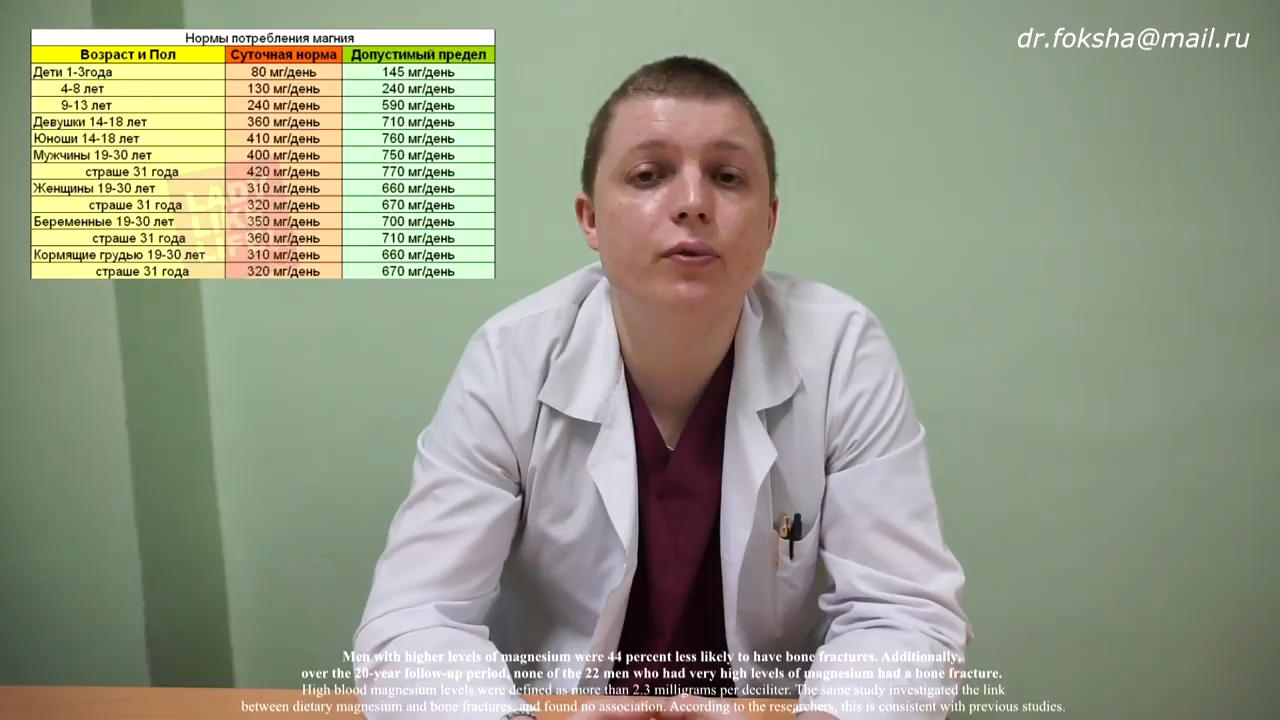 Нормы потребления магния
Возраст и Пол Суточная норма Допустимый предел
Дети 1-3года 80 мг/день 145 мг/день
4-8 лет 130 мг/день 240 мг/день
9-13 лет 240 мг/день 590 мг/день
Девушки 14-18 лет 360 мг/день 710 мг/день
Юноши 14-18 лет 410 мг/день 760 мг/день
Мужчины 19-30 лет 400 мг/день 750 мг/день
страше 31 года 420 мг/день 770 мг/день
Женщины 19-30 лет 310 мг/день 660 мг/день
страше 31 года 320 мг/день 670 мг/день
Беременные 19-30 лет 350 мг/день 700 мг/день
страше 31 года 360 мг/день 710 мг/день
Кормящие грудью 19-30 лет 310 мг/день 660 мг/день
страше 31 года 320 мг/день 670 мг/день
dr.foksha@mail.ru
Men with higher levels of magnesium were 44 percent less likely to have bone fractures. Additionally,
over the 20-year follow-up period, none of the 22 men who had very high levels of magnesium had a bone fracture.
High blood magnesium levels were defined as more than 2.3 milligrams per deciliter. The same study investigated the link
between dietary magnesium and bone fractures, and found no association. According to the researchers, this is consistent with previous studies.